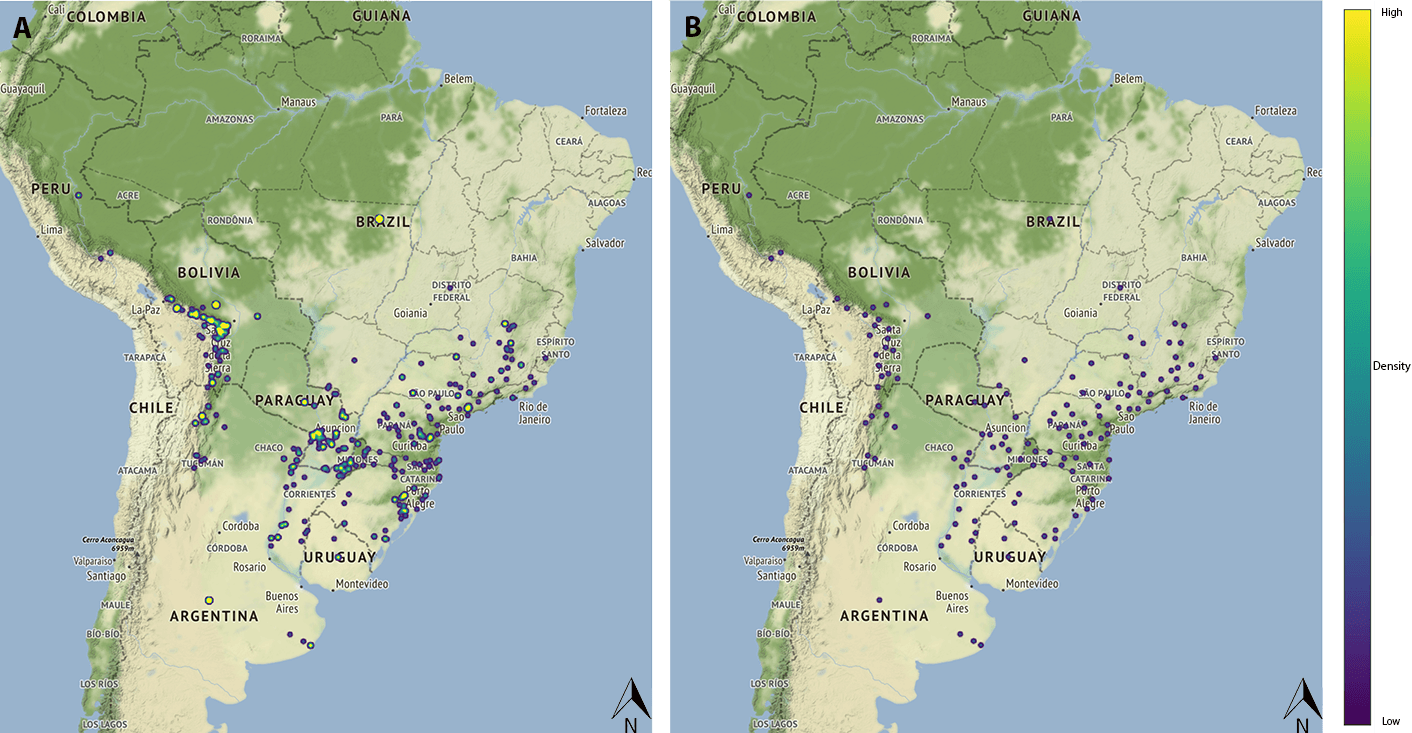 A
Cali
COLOMBIA
GUIANA
RORAIMA
Guayaquil
Belem
Manaus
Fortaleza
AMAZONAS
PARÁ
CEARÁ
Rec
PERU
ACRE
ALAGOAS
RONDÔNIA
BRAZIL
Lima
Salvador
BAHIA
BOLIVIA
DISTRITO
FEDERAL
La Paz
Goiania
Santa
Cruz
de la
Sierra
ESPÍRITO
SANTO
TARAPACÁ
SÃO PAULO
PARAGUAY
CHILE
Rio de
Janeiro
Sao
Paulo
Asuncion
PARANÁ
CHACO
Curitiba
TUCUMÁN
MISIONES
ATACAMA
SANTA
CATARIN
CORRIENTES
Porto
Alegre
Cordoba
Cerro Aconcagua
6959m
CÓRDOBA
URUGUAY
Valparaiso
Rosario
Santiago
Montevideo
Buenos
Aires
MAULE
ARGENTINA
BÍO-BÍO
LOS RÍOS
LOS LAGOS
N
B
Cali
COLOMBIA
GUIANA
RORAIMA
Guayaquil
Belem
Manaus
Fortaleza
AMAZONAS
PARÁ
CEARÁ
Rec
PERU
ACRE
ALAGOAS
RONDÔNIA
BRAZIL
Lima
Salvador
BAHIA
BOLIVIA
DISTRITO
FEDERAL
La Paz
Goiania
Santa
Cruz
de la
Sierra
ESPÍRITO
SANTO
TARAPACÁ
SÃO PAULO
PARAGUAY
CHILE
Rio de
Janeiro
Sao
Paulo
Asuncion
PARANÁ
CHACO
Curitiba
TUCUMÁN
MISIONES
ATACAMA
SANTA
CATARIN
CORRIENTES
Porto
Alegre
Cordoba
Cerro Aconcagua
6959m
CÓRDOBA
URUGUAY
Valparaiso
Rosario
Santiago
Montevideo
Buenos
Aires
MAULE
ARGENTINA
BÍO-BÍO
LOS RÍOS
LOS LAGOS
N
High
Density
Low